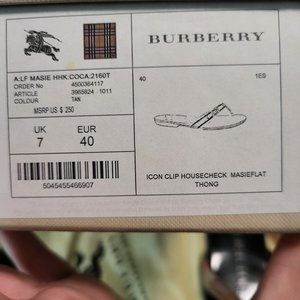 BURBERRY
A:LF MASIE HHK:COCA:2160T
ORDER No 4500364117
ARTICLE 3965824 1011
COLOUR TAN
MSRP US $ 250
40 1ES
UK EUR
7 40
5045455466907
ICON CLIP HOUSECHECK MASIEFLAT
THONG